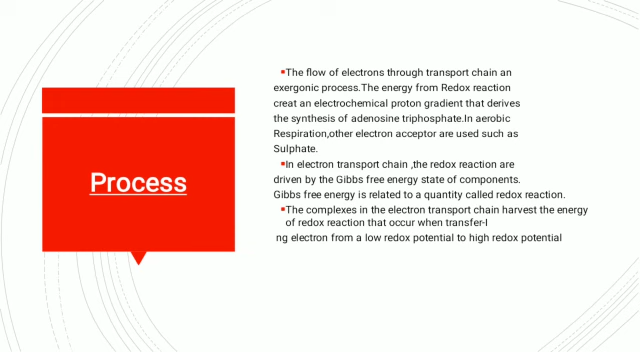 Process
▪The flow of electrons through transport chain an
exergonic process.The energy from Redox reaction
creat an electrochemical proton gradient that derives
the synthesis of adenosine triphosphate.In aerobic
Respiration,other electron acceptor are used such as
Sulphate.
▪In electron transport chain ,the redox reaction are
driven by the Gibbs free energy state of components.
Gibbs free energy is related to a quantity called redox reaction.
▪The complexes in the electron transport chain harvest the energy
of redox reaction that occur when transfer-I
ng electron from a low redox potential to high redox potential